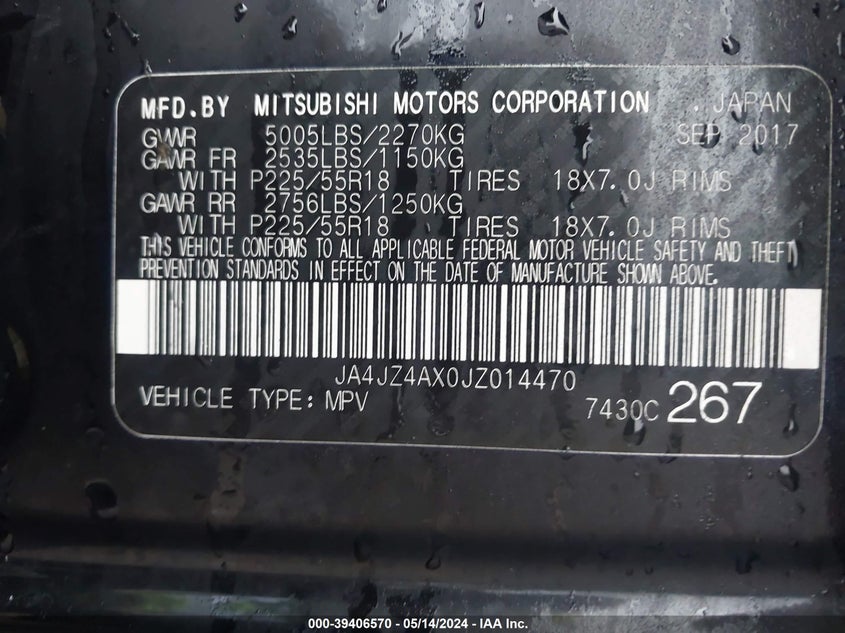 MFD.BY MITSUBISHI MOTORS CORPORATION . JAPAN
GVWR 5005LBS/2270KG SEP 2017
GAWR FR 2535LBS/1150KG
WITH P225/55R18 TIRES 18X7.0J RIMS
GAWR RR 2756LBS/1250KG
WITH P225/55R18 TIRES 18X7.0J RIMS
THIS VEHICLE CONFORMS TO ALL APPLICABLE FEDERAL MOTOR VEHICLE SAFETY AND THEFT
PREVENTION STANDARDS IN EFFECT ON THE DATE OF MANUFACTURE SHOWN ABOVE.
JA4JZ4AX0JZ014470
VEHICLE TYPE: MPV 7430C 267
000-39406570 - 05/14/2024 - IAA Inc.